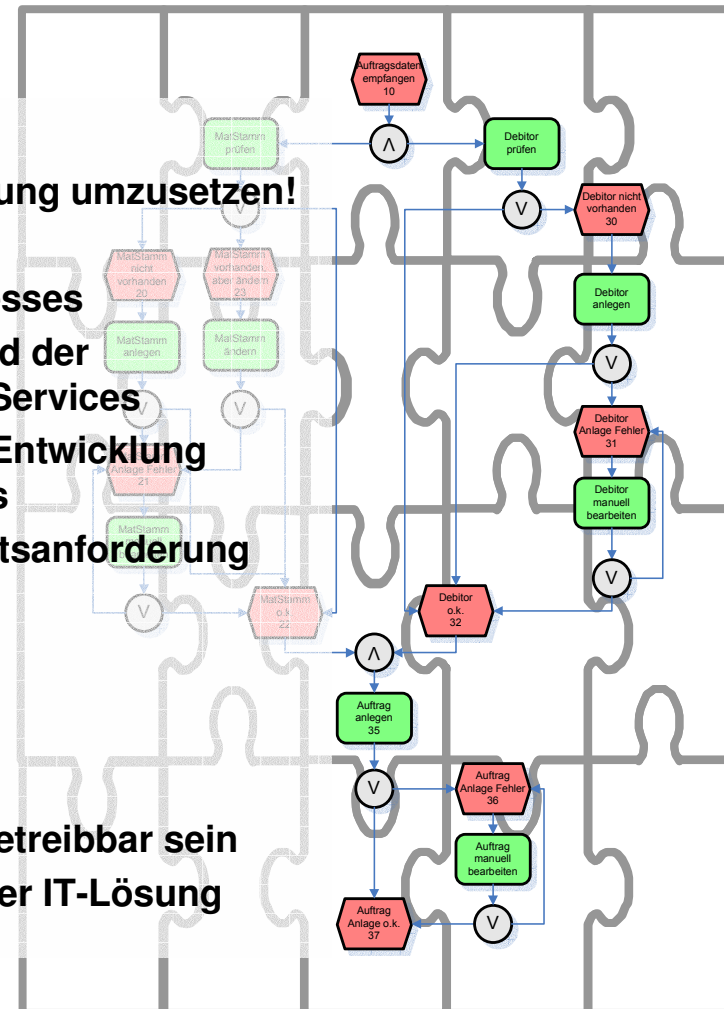 Auftragsdaten
empfangen
10
Λ
MatStamm
prüfen
Debitor
prüfen
ung umzusetzen!
V
V
Debitor nicht
vorhanden
30
MatStamm
nicht
vorhanden
20
MatStamm
vorhanden,
aber ändern
23
Debitor
anlegen
esses
d der
MatStamm
anlegen
MatStamm
ändern
V
Services
V
V
Debitor
Anlage Fehler
31
Entwicklung
Anlage Fehler
21
s
Debitor
manuell
bearbeiten
MatStamm
tsanforderung
V
V
MatStamm
o.k.
22
Debitor
o.k.
32
Λ
Auftrag
anlegen
35
V
Auftrag
Anlage Fehler
36
etreibbar sein
Auftrag
manuell
bearbeiten
er IT-Lösung
Auftrag
Anlage o.k.
37
V